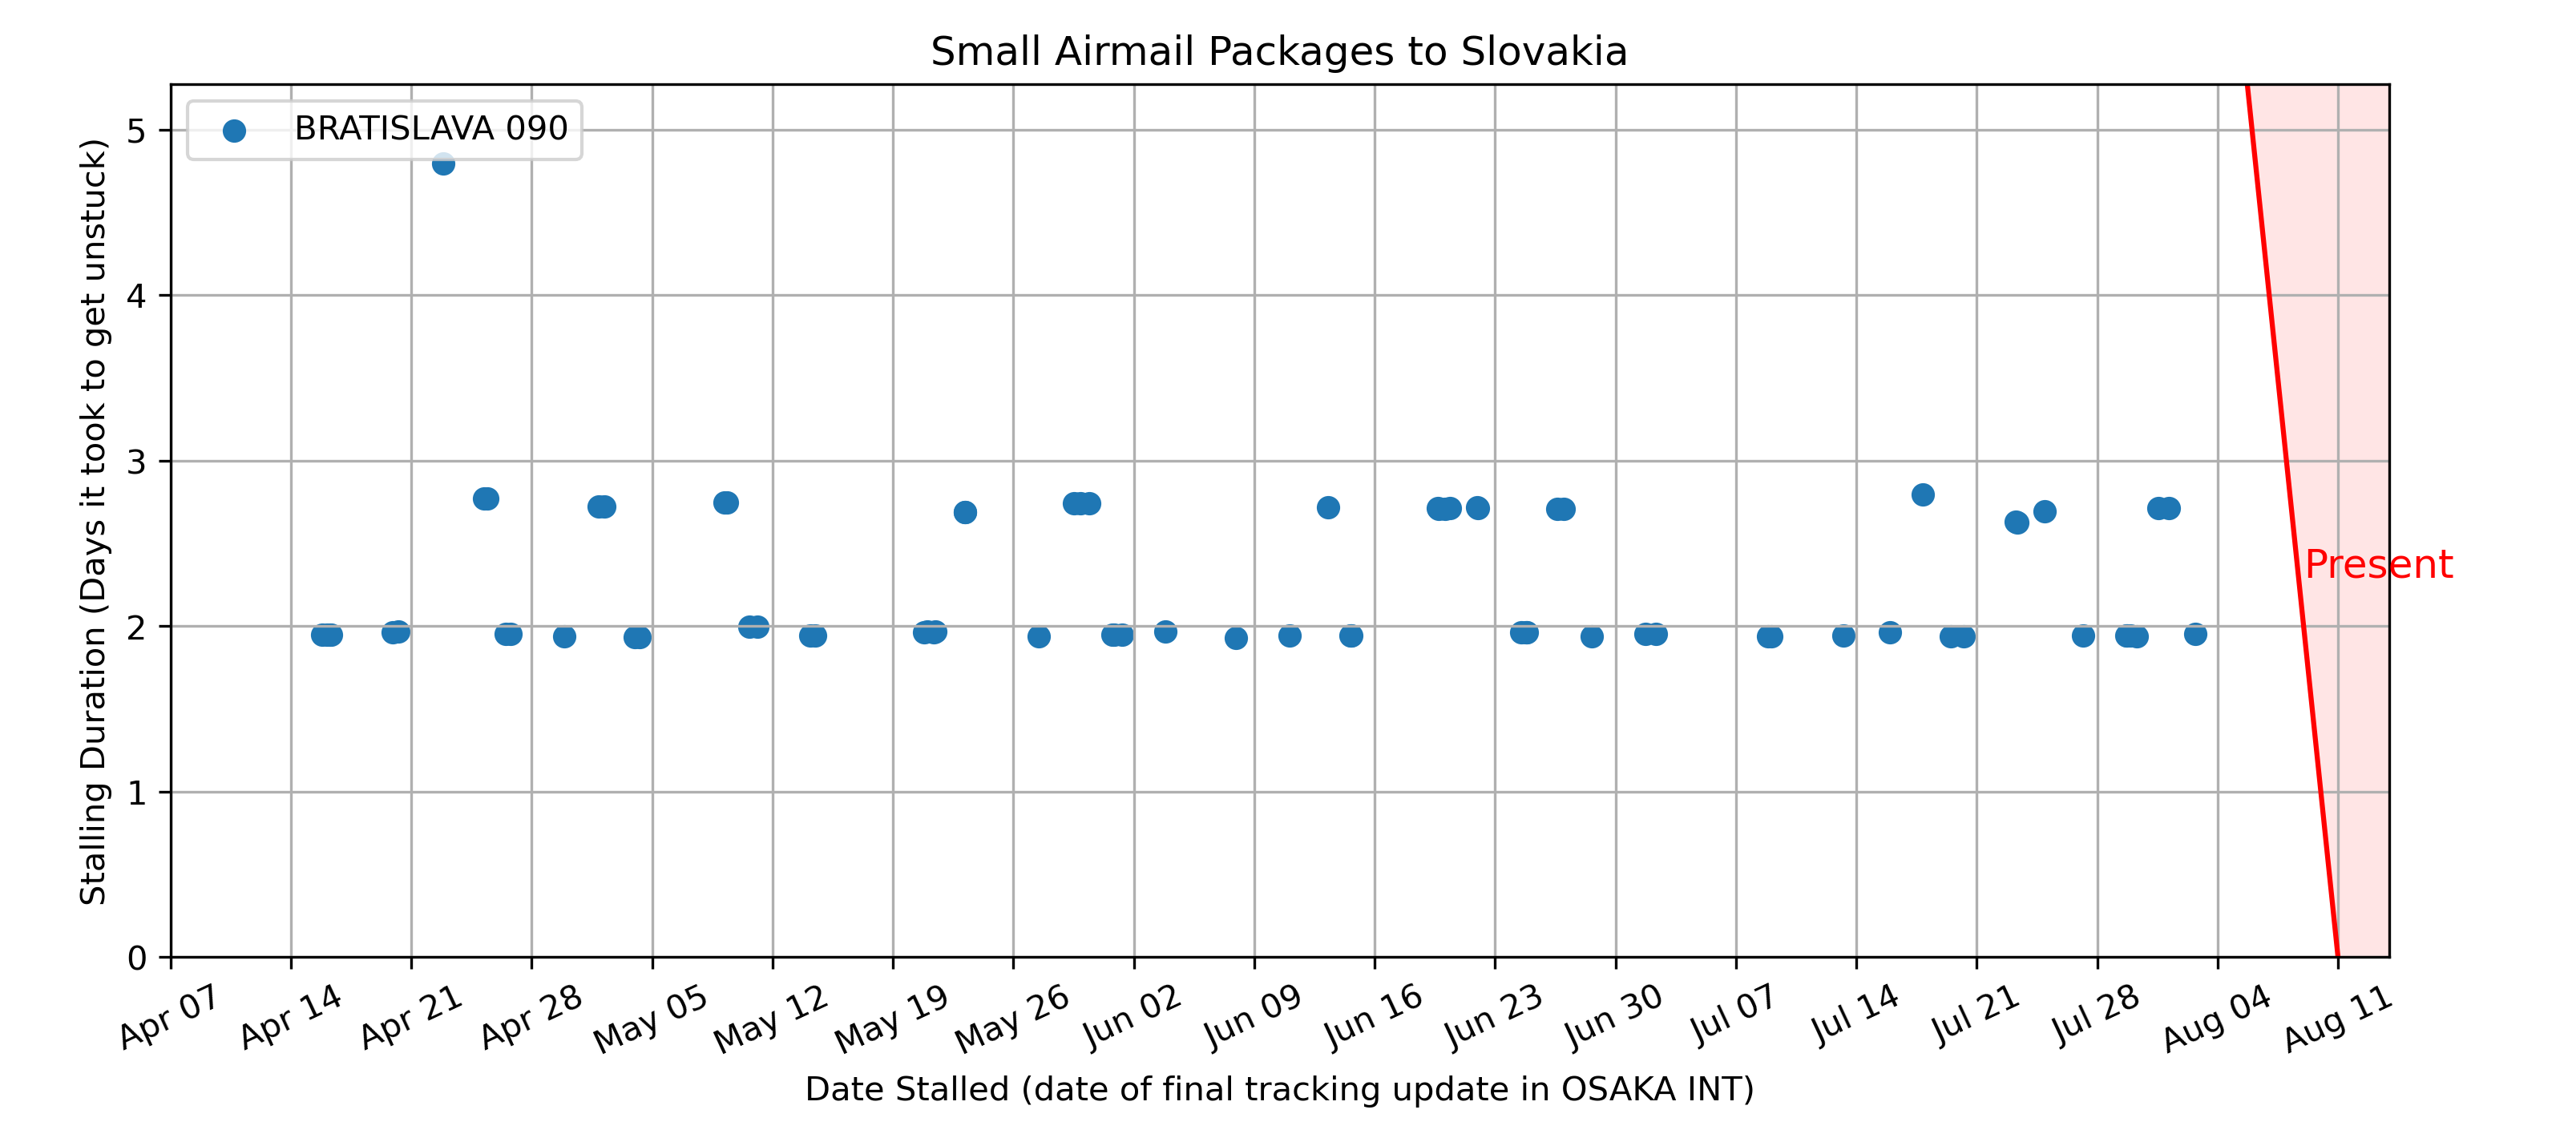 Small Airmail Packages to Slovakia
BRATISLAVA 090
Stalling Duration (Days it took to get unstuck)
5
4
3
2
1
0
Present
Apr 07
Apr 14
Apr 21
Apr 28
May 05
May 12
May 19
May 26
Jun 02
Jun 09
Jun 16
Jun 23
Jun 30
Jul 07
Jul 14
Jul 21
Jul 28
Aug 04
Aug 11
Date Stalled (date of final tracking update in OSAKA INT)